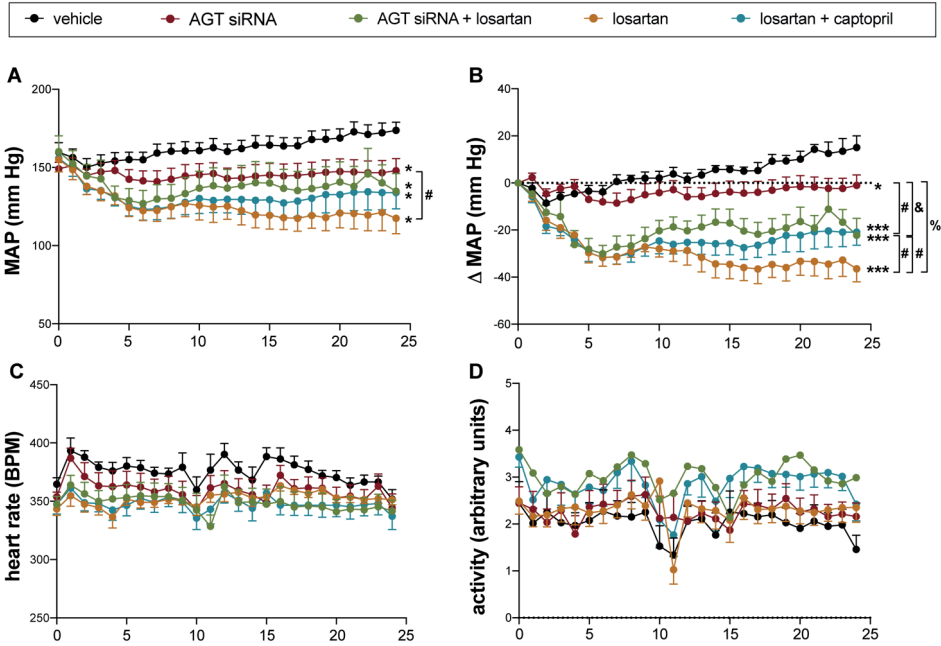 vehicle AGT siRNA AGT siRNA + losartan losartan losartan + captopril
A
MAP (mm Hg)
200
150
100
50
0 5 10 15 20 25
*
*
*
*
#
B
Δ MAP (mm Hg)
20
0
-20
-40
-60
0 5 10 15 20 25
*
***
***
***
# & %
# #
C
heart rate (BPM)
450
400
350
300
250
0 5 10 15 20 25
D
activity (arbitrary units)
5
4
3
2
1
0
0 5 10 15 20 25